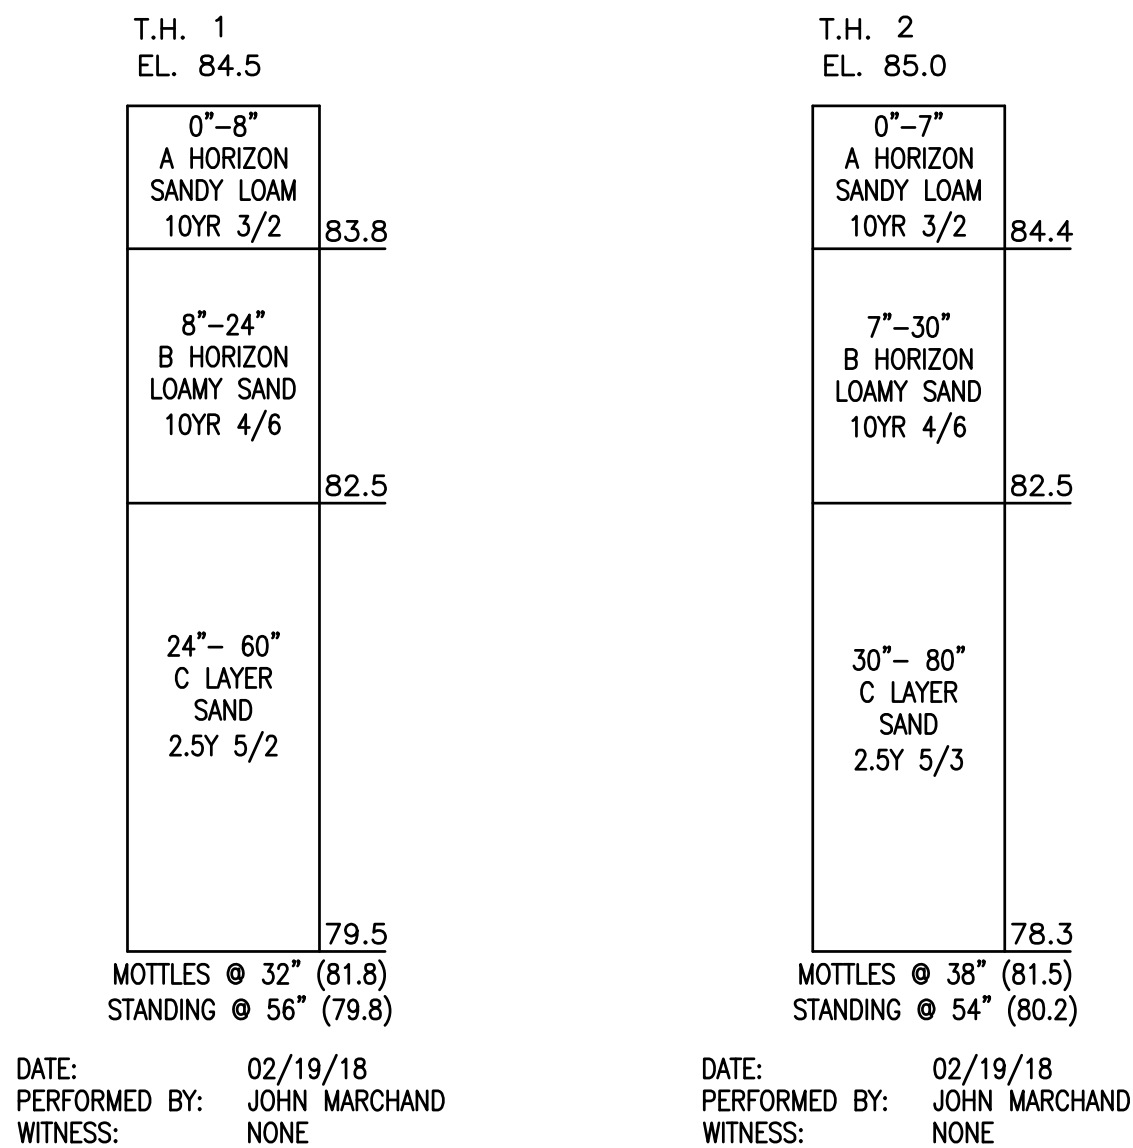 T.H. 1
EL. 84.5
0"-8"
A HORIZON
SANDY LOAM
10YR 3/2
83.8
8"-24"
B HORIZON
LOAMY SAND
10YR 4/6
82.5
24"- 60"
C LAYER
SAND
2.5Y 5/2
79.5
MOTTLES @ 32" (81.8)
STANDING @ 56" (79.8)
DATE: 02/19/18
PERFORMED BY: JOHN MARCHAND
WITNESS: NONE
T.H. 2
EL. 85.0
0"-7"
A HORIZON
SANDY LOAM
10YR 3/2
84.4
7"-30"
B HORIZON
LOAMY SAND
10YR 4/6
82.5
30"- 80"
C LAYER
SAND
2.5Y 5/3
78.3
MOTTLES @ 38" (81.5)
STANDING @ 54" (80.2)
DATE: 02/19/18
PERFORMED BY: JOHN MARCHAND
WITNESS: NONE